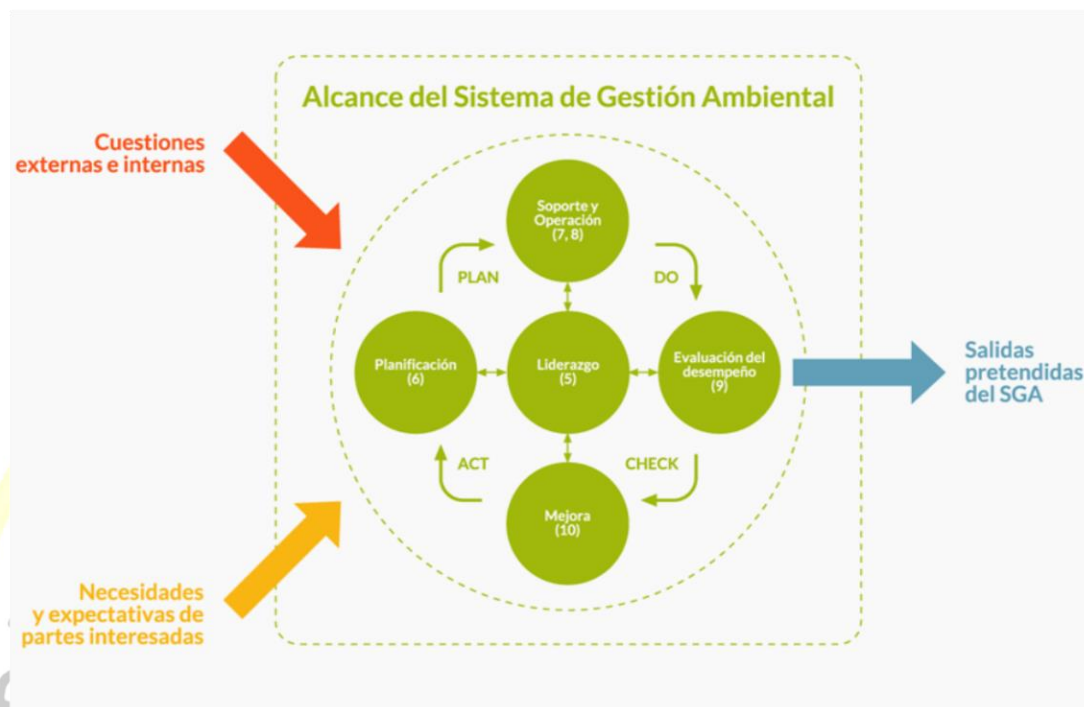 Alcance del Sistema de Gestión Ambiental
Cuestiones
externas e internas
Soporte y
Operación
(7, 8)
PLAN
DO
Planificación
(6)
Liderazgo
(5)
Evaluación del
desempeño
(9)
Salidas
pretendidas
del SGA
ACT
CHECK
Mejora
(10)
Necesidades
y expectativas de
partes interesadas